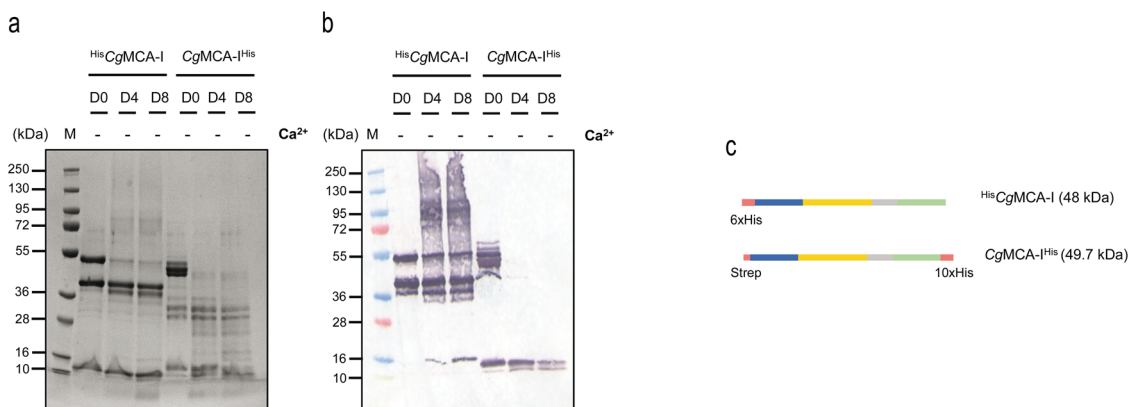 a
HisCgMCA-I CgMCA-IHis
D0 D4 D8 D0 D4 D8
(kDa) M - - - - - - Ca2+
250
130
95
72
55
36
28
16
10
b
HisCgMCA-I CgMCA-IHis
D0 D4 D8 D0 D4 D8
(kDa) M - - - - - - Ca2+
250
130
95
72
55
36
28
16
10
c
HisCgMCA-I (48 kDa)
6xHis
CgMCA-IHis (49.7 kDa)
Strep 10xHis